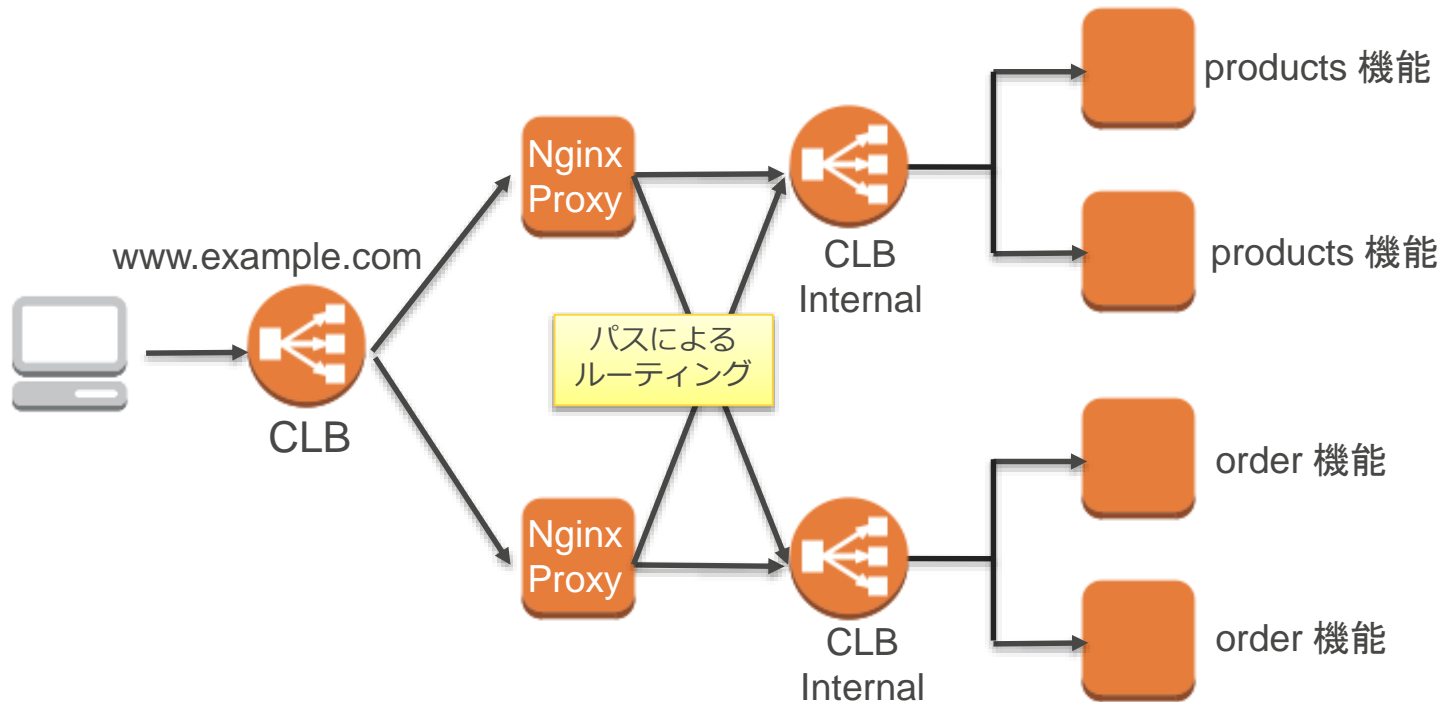 www.example.com
CLB
Nginx
Proxy
Nginx
Proxy
パスによる
ルーティング
CLB
Internal
CLB
Internal
products 機能
products 機能
order 機能
order 機能